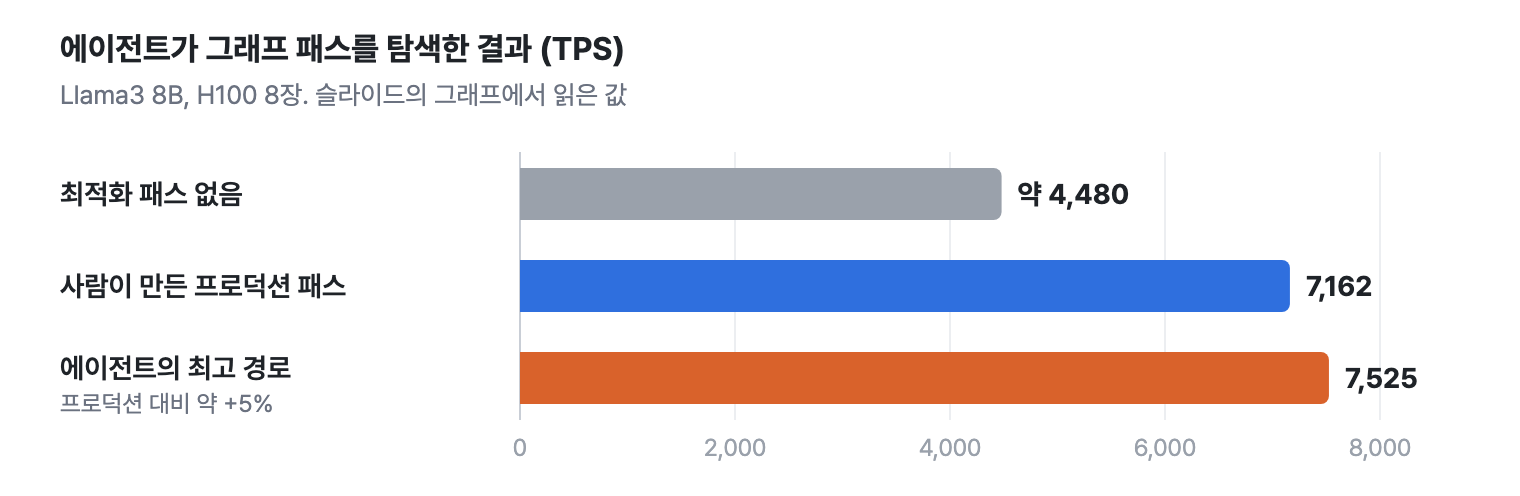 에이전트가 그래프 패스를 탐색한 결과 (TPS)
Llama3 8B, H100 8장. 슬라이드의 그래프에서 읽은 값
최적화 패스 없음
약 4,480
사람이 만든 프로덕션 패스
7,162
에이전트의 최고 경로
프로덕션 대비 약 +5%
7,525
0 2,000 4,000 6,000 8,000